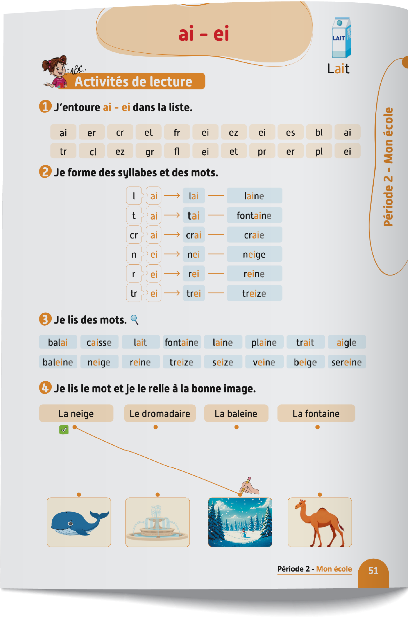 ai - ei
LAIT
Lait
ABC
Activités de lecture
1 J'entoure ai - ei dans la liste.
ai er cr et fr ei ez ei es bl ai
tr cl ez gr fl ei et pr er pl ei
2 Je forme des syllabes et des mots.
l ai lai laine
t ai tai fontaine
cr ai crai craie
n ei nei neige
r ei rei reine
tr ei trei treize
3 Je lis des mots.
balai caisse lait fontaine laine plaine trait aigle
baleine neige reine treize seize veine beige sereine
4 Je lis le mot et je le relie à la bonne image.
La neige Le dromadaire La baleine La fontaine
Période 2 - Mon école 51
Période 2 - Mon école